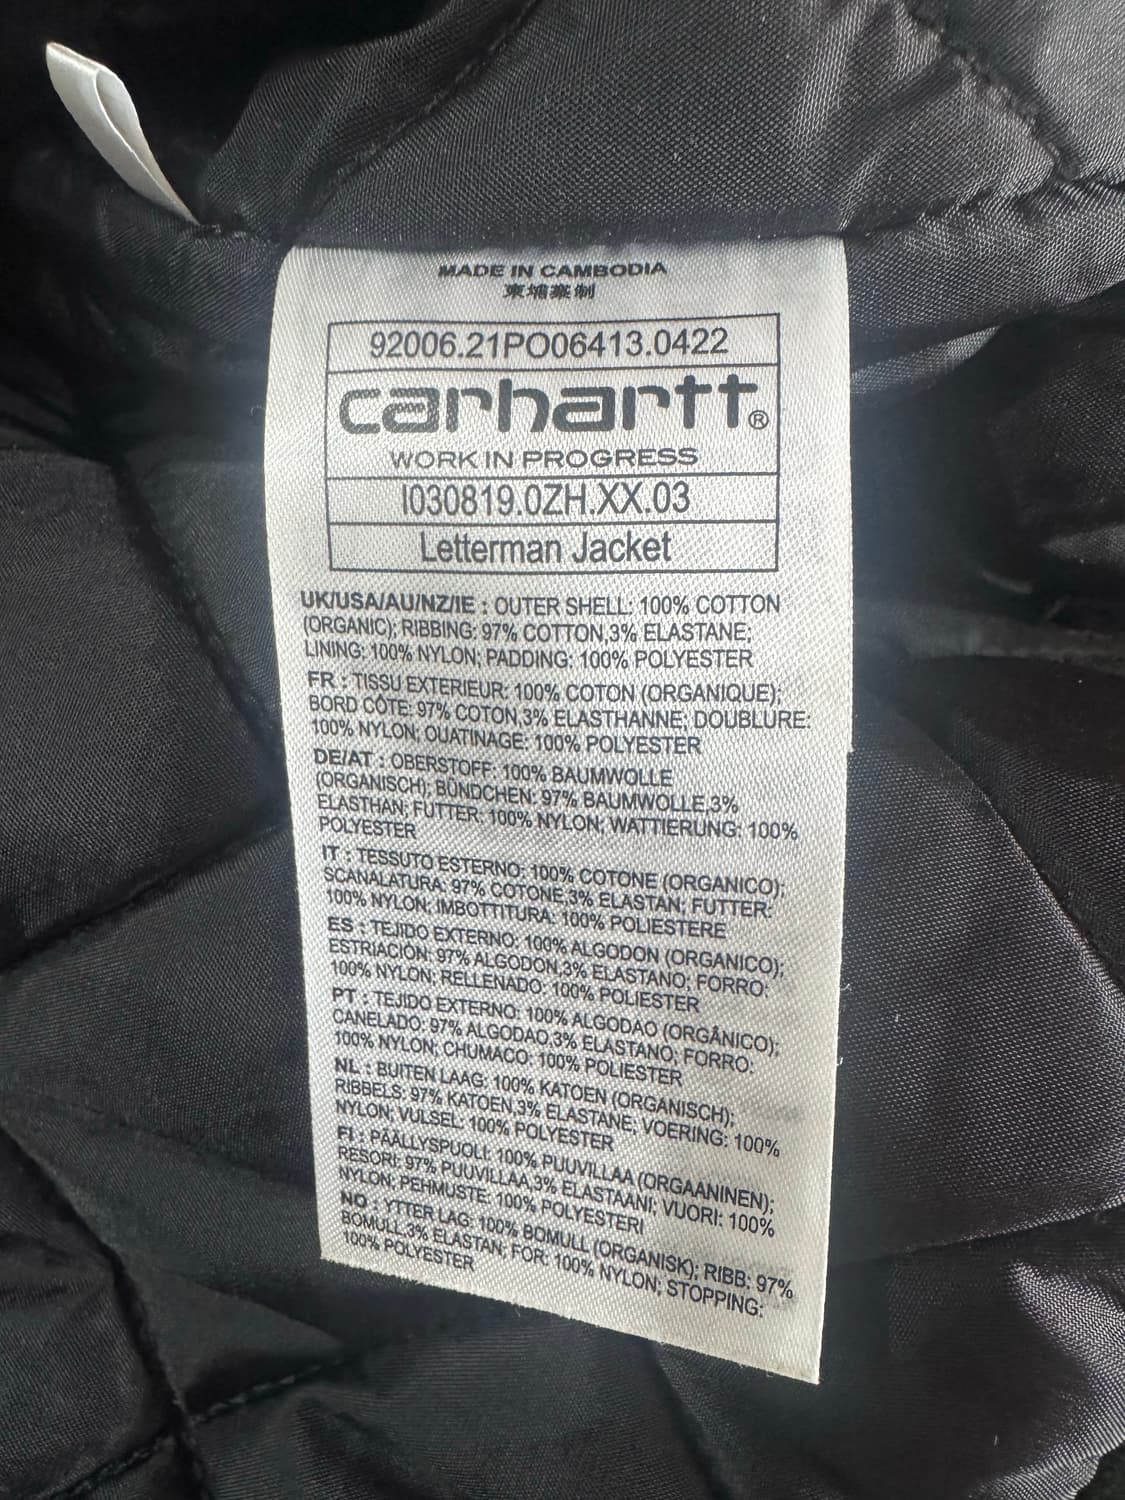 MADE IN CAMBODIA
柬埔寨制
92006.21PO06413.0422
carhartt®
WORK IN PROGRESS
I030819.0ZH.XX.03
Letterman Jacket
UK/USA/AU/NZ/IE : OUTER SHELL: 100% COTTON
(ORGANIC); RIBBING: 97% COTTON,3% ELASTANE;
LINING: 100% NYLON; PADDING: 100% POLYESTER
FR : TISSU EXTERIEUR: 100% COTON (ORGANIQUE);
BORD CÔTE: 97% COTON,3% ELASTHANNE; DOUBLURE:
100% NYLON; OUATINAGE: 100% POLYESTER
DE/AT : OBERSTOFF: 100% BAUMWOLLE
(ORGANISCH); BÜNDCHEN: 97% BAUMWOLLE,3%
ELASTHAN; FUTTER: 100% NYLON; WATTIERUNG: 100%
POLYESTER
IT : TESSUTO ESTERNO: 100% COTONE (ORGANICO);
SCANALATURA: 97% COTONE,3% ELASTAN; FUTTER:
100% NYLON; IMBOTTITURA: 100% POLIESTERE
ES : TEJIDO EXTERNO: 100% ALGODON (ORGANICO);
ESTRIACIÓN: 97% ALGODON,3% ELASTANO; FORRO:
100% NYLON; RELLENADO: 100% POLIESTER
PT : TEJIDO EXTERNO: 100% ALGODAO (ORGÂNICO);
CANELADO: 97% ALGODAO,3% ELASTANO; FORRO:
100% NYLON; CHUMACO: 100% POLIESTER
NL : BUITEN LAAG: 100% KATOEN (ORGANISCH);
RIBBELS: 97% KATOEN,3% ELASTANE; VOERING: 100%
NYLON; VULSEL: 100% POLYESTER
FI : PÄÄLLYSPUOLI: 100% PUUVILLAA (ORGAANINEN);
RESORI: 97% PUUVILLAA,3% ELASTAANI; VUORI: 100%
NYLON; PEHMUSTE: 100% POLYESTERI
NO : YTTER LAG: 100% BOMULL (ORGANISK); RIBB: 97%
BOMULL,3% ELASTAN; FOR: 100% NYLON; STOPPING:
100% POLYESTER